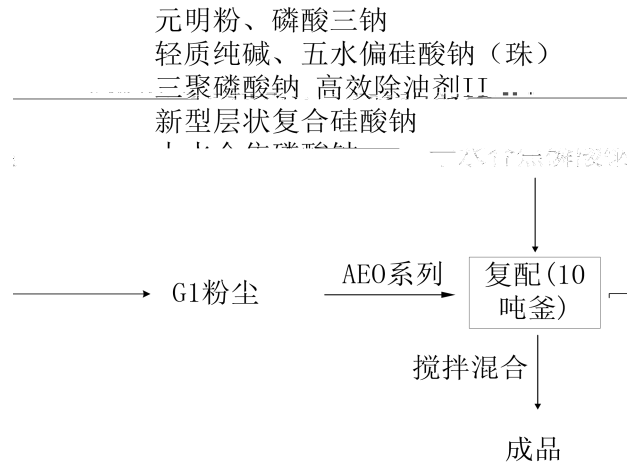 元明粉、磷酸三钠
轻质纯碱、五水偏硅酸钠（珠）
三聚磷酸钠 高效除油剂II
新型层状复合硅酸钠
G1粉尘
AEO系列
复配(10
吨釜)
搅拌混合
成品